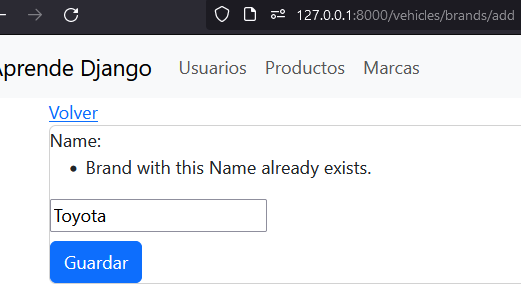 127.0.0.1:8000/vehicles/brands/add
Aprende Django Usuarios Productos Marcas
Volver
Name:
• Brand with this Name already exists.
Toyota
Guardar